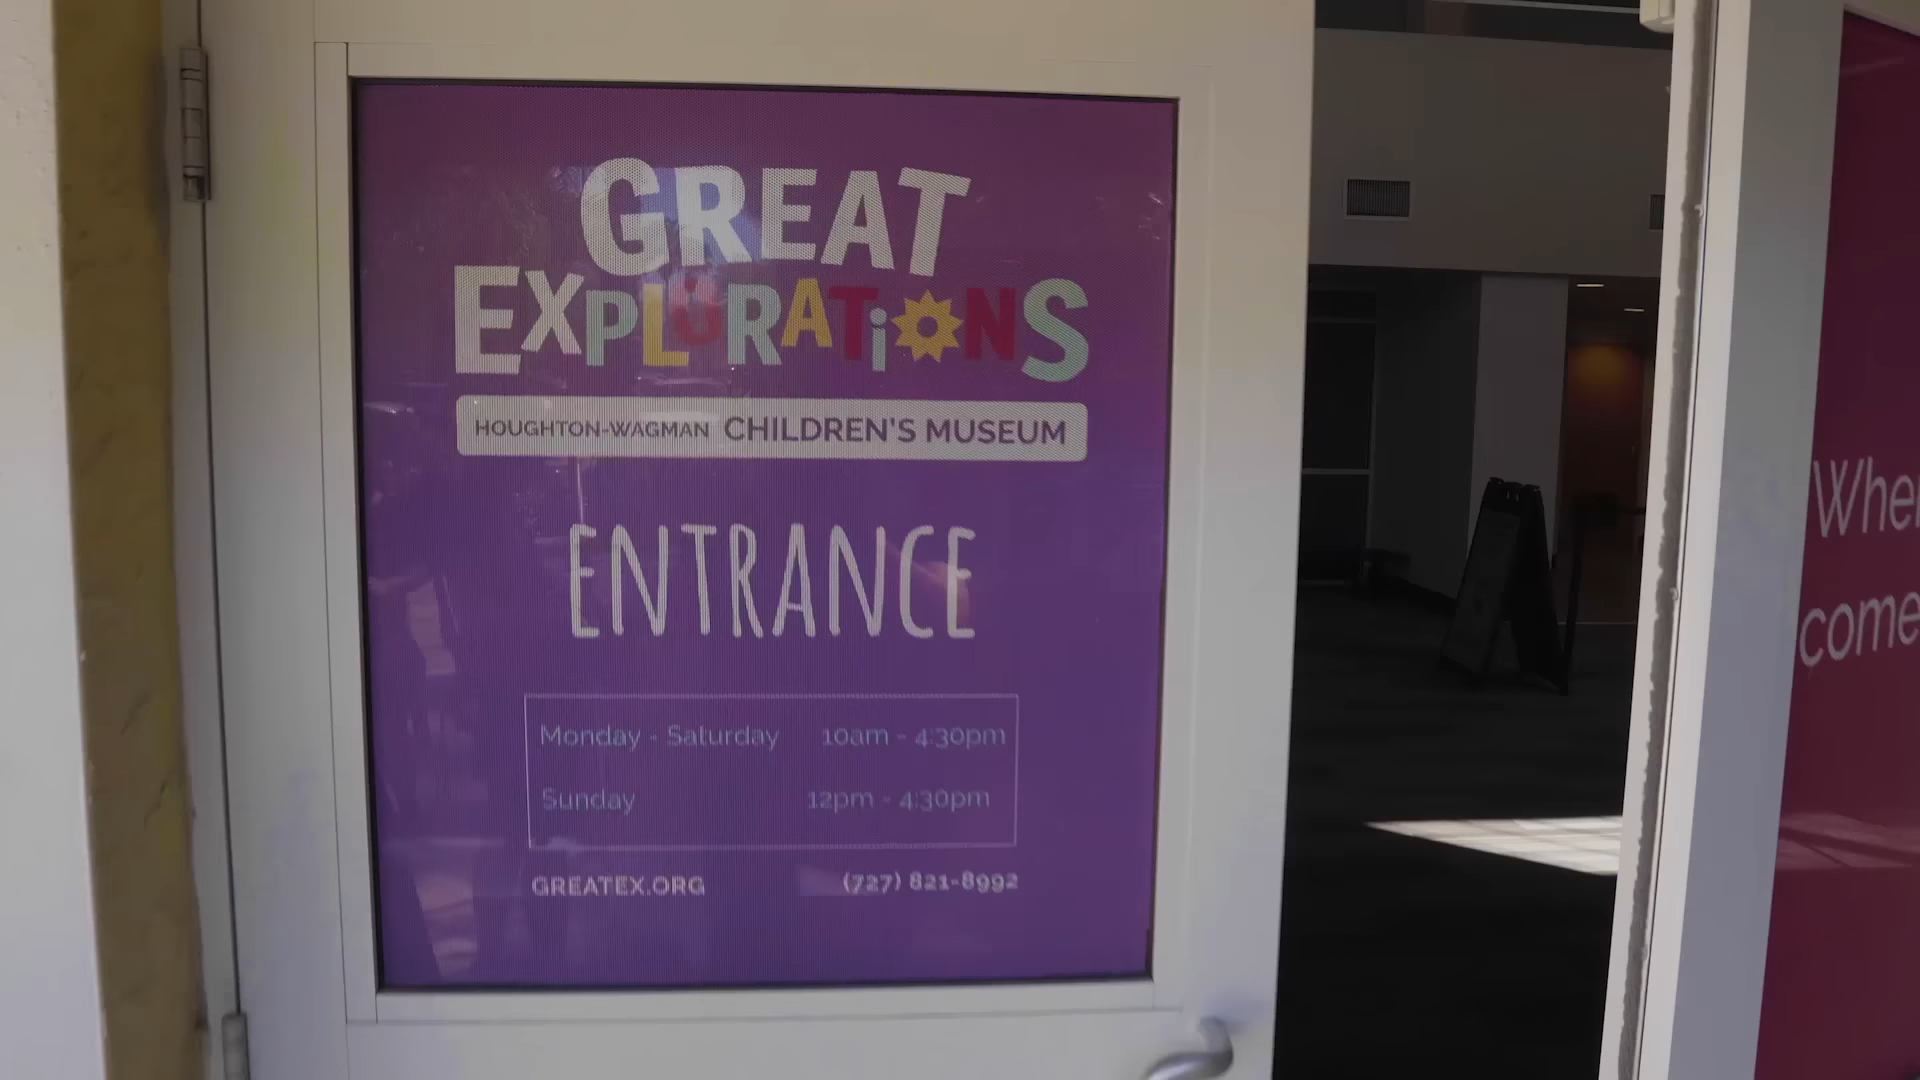 GREAT
EXPLORATiONS
HOUGHTON-WAGMAN CHILDREN'S MUSEUM
ENTRANCE
Monday - Saturday 10am - 4:30pm
Sunday 12pm - 4:30pm
GREATEX.ORG (727) 821-8992
come